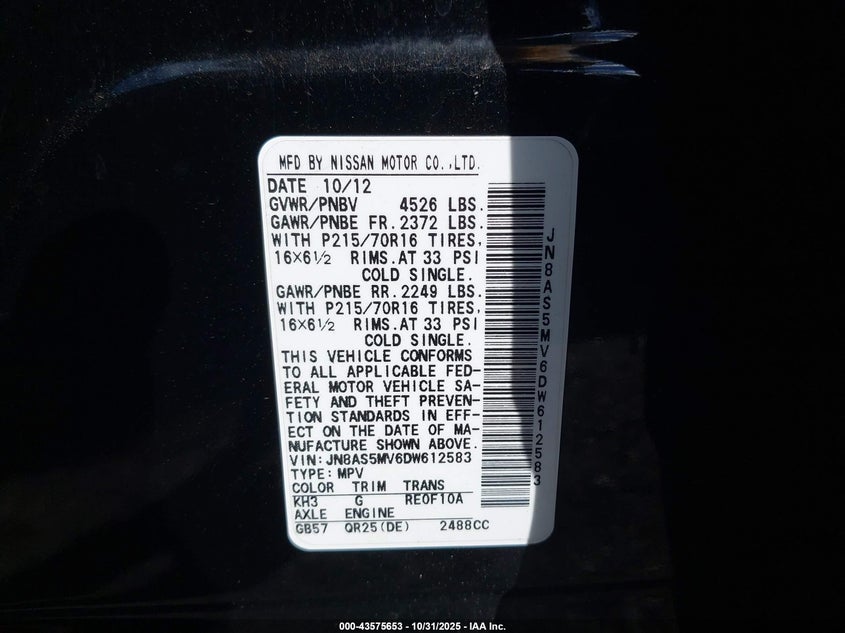 MFD BY NISSAN MOTOR CO.,LTD.
DATE 10/12
GVWR/PNBV 4526 LBS.
GAWR/PNBE FR. 2372 LBS.
WITH P215/70R16 TIRES,
16×6½ RIMS. AT 33 PSI
COLD SINGLE.
GAWR/PNBE RR. 2249 LBS.
WITH P215/70R16 TIRES,
16×6½ RIMS. AT 33 PSI
COLD SINGLE.
THIS VEHICLE CONFORMS
TO ALL APPLICABLE FED-
ERAL MOTOR VEHICLE SA-
FETY AND THEFT PREVEN-
TION STANDARDS IN EFF-
ECT ON THE DATE OF MA-
NUFACTURE SHOWN ABOVE.
VIN: JN8AS5MV6DW612583
TYPE: MPV
COLOR TRIM TRANS
KH3 G RE0F10A
AXLE ENGINE
GB57 QR25(DE) 2488CC
JN8AS5MV6DW612583
000-43575653 - 10/31/2025 - IAA Inc.